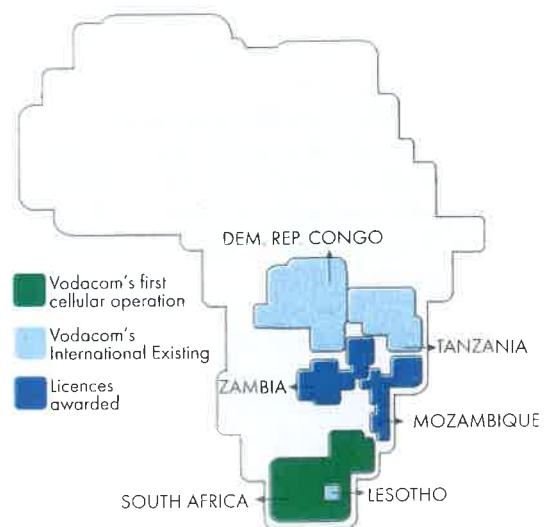 DEM. REP. CONGO
Vodacom's first
cellular operation
Vodacom's
International Existing
Licences
awarded
TANZANIA
ZAMBIA
MOZAMBIQUE
SOUTH AFRICA
LESOTHO